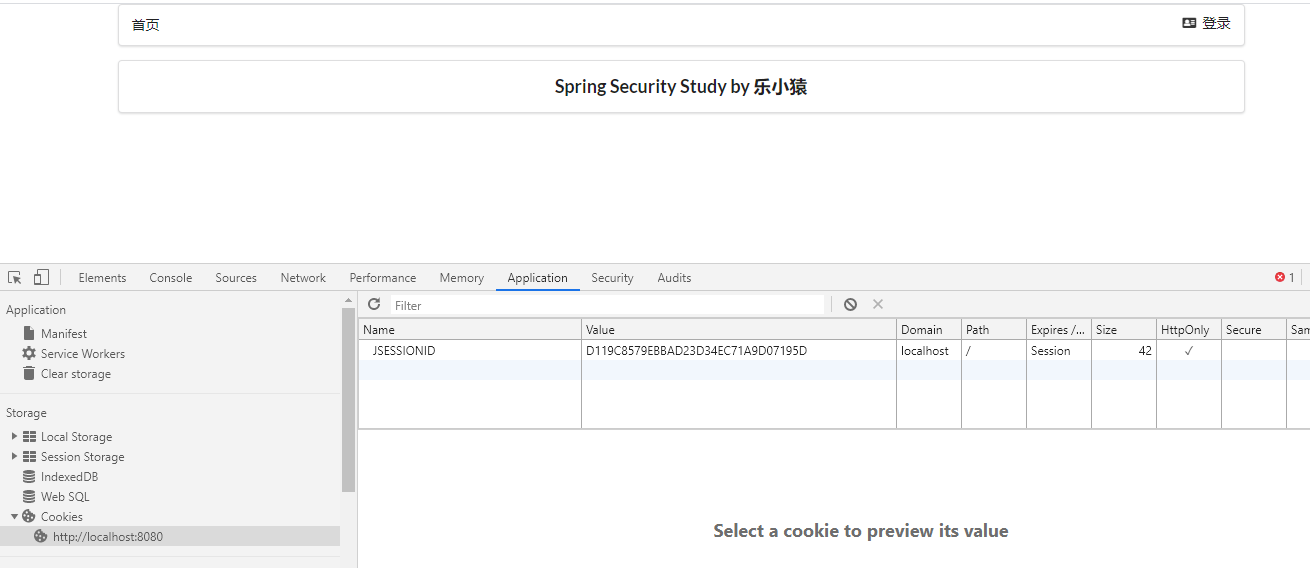 首页 登录
Spring Security Study by 乐小猿
Elements Console Sources Network Performance Memory Application Security Audits 1
Application
Manifest
Service Workers
Clear storage
Storage
Local Storage
Session Storage
IndexedDB
Web SQL
Cookies
http://localhost:8080
Filter
Name Value Domain Path Expires /... Size HttpOnly Secure Sam
JSESSIONID D119C8579EBBAD23D34EC71A9D07195D localhost / Session 42 ✓
Select a cookie to preview its value